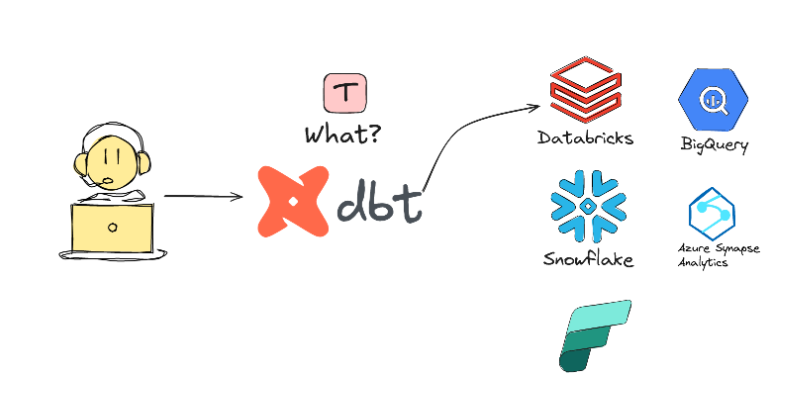 T
What?
dbt
Databricks
BigQuery
Snowflake
Azure Synapse
Analytics